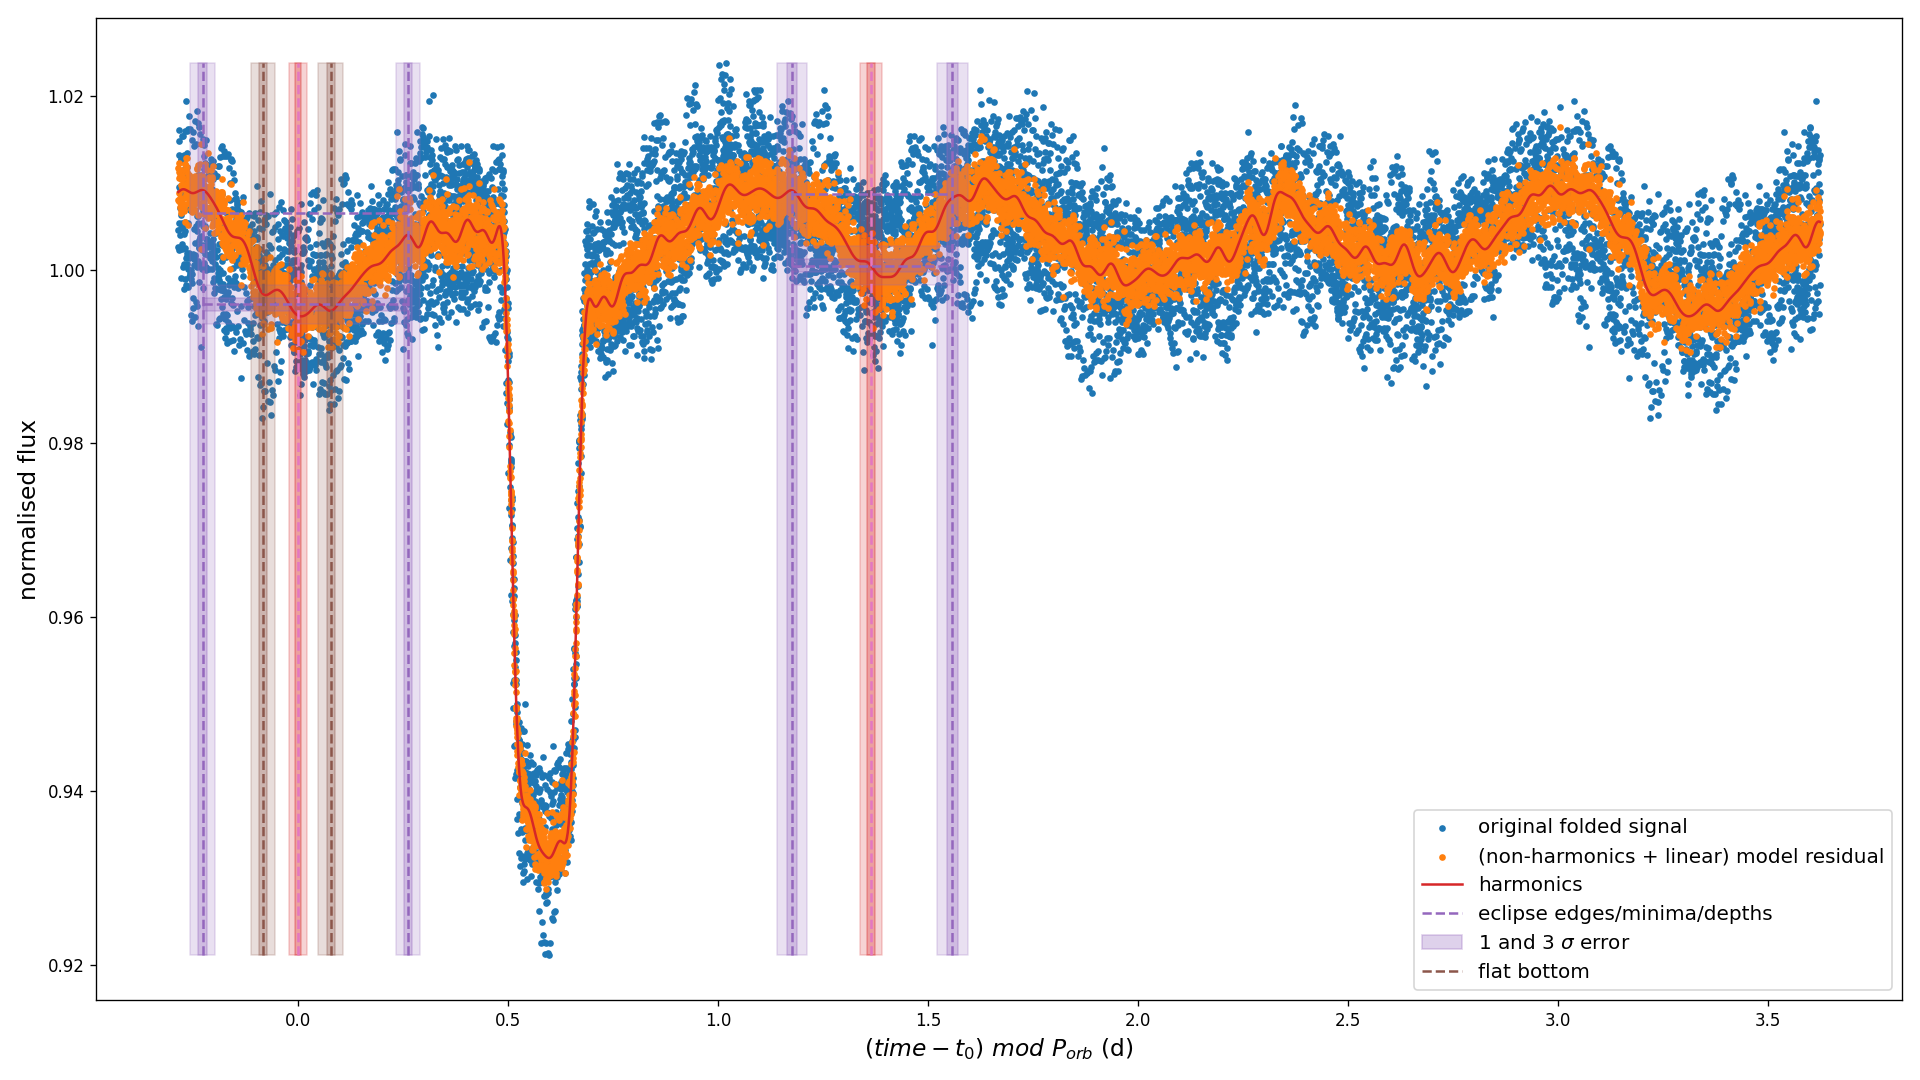 normalised flux
1.02
1.00
0.98
0.96
0.94
0.92
0.0
0.5
1.0
1.5
2.0
2.5
3.0
3.5
(time − t₀) mod Pₒᵣb (d)
original folded signal
(non-harmonics + linear) model residual
harmonics
eclipse edges/minima/depths
1 and 3 σ error
flat bottom